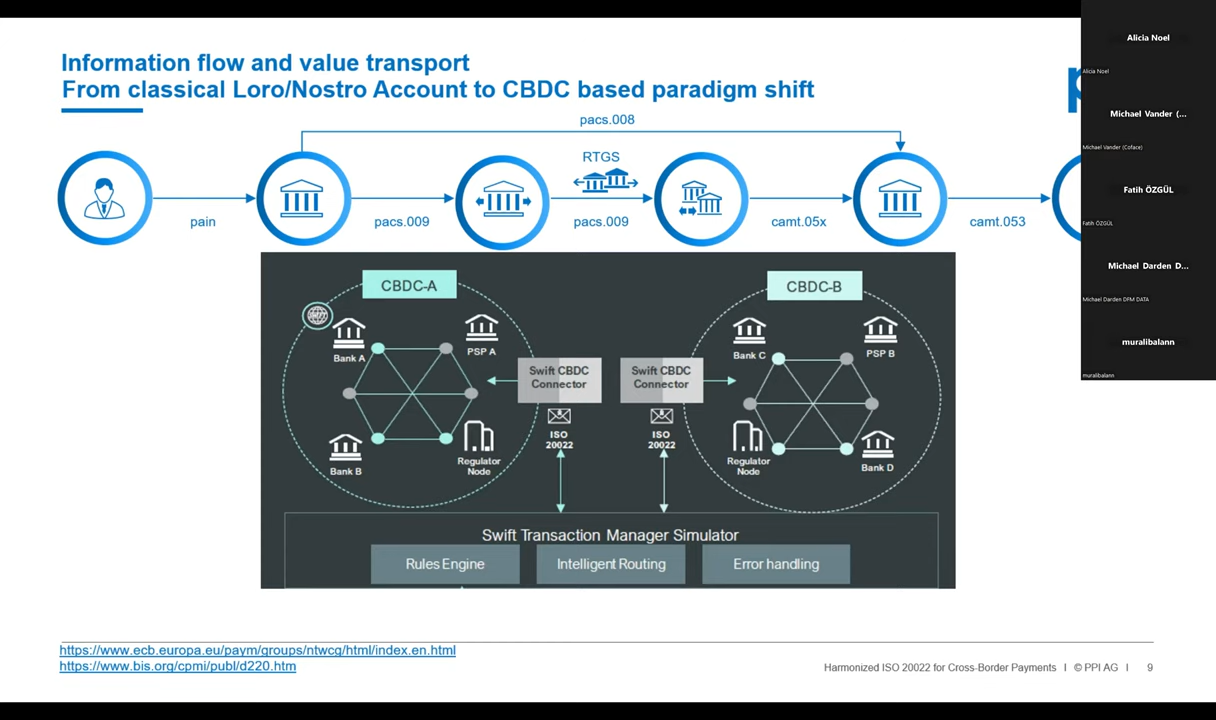 Information flow and value transport
From classical Loro/Nostro Account to CBDC based paradigm shift
pacs.008
RTGS
pain
pacs.009
pacs.009
camt.05x
camt.053
CBDC-A
CBDC-B
Bank A
PSP A
Bank C
PSP B
Swift CBDC
Connector
Swift CBDC
Connector
ISO
20022
ISO
20022
Bank B
Regulator
Node
Regulator
Node
Bank D
Swift Transaction Manager Simulator
Rules Engine
Intelligent Routing
Error handling
https://www.ecb.europa.eu/paym/groups/ntwcg/html/index.en.html
https://www.bis.org/cpmi/publ/d220.htm
Harmonized ISO 20022 for Cross-Border Payments I © PPI AG I 9
Alicia Noel
Alicia Noel
Michael Vander (...
Michael Vander (Coface)
Fatih ÖZGÜL
Fatih ÖZGÜL
Michael Darden D...
Michael Darden DFM DATA
muralibalann
muralibalann